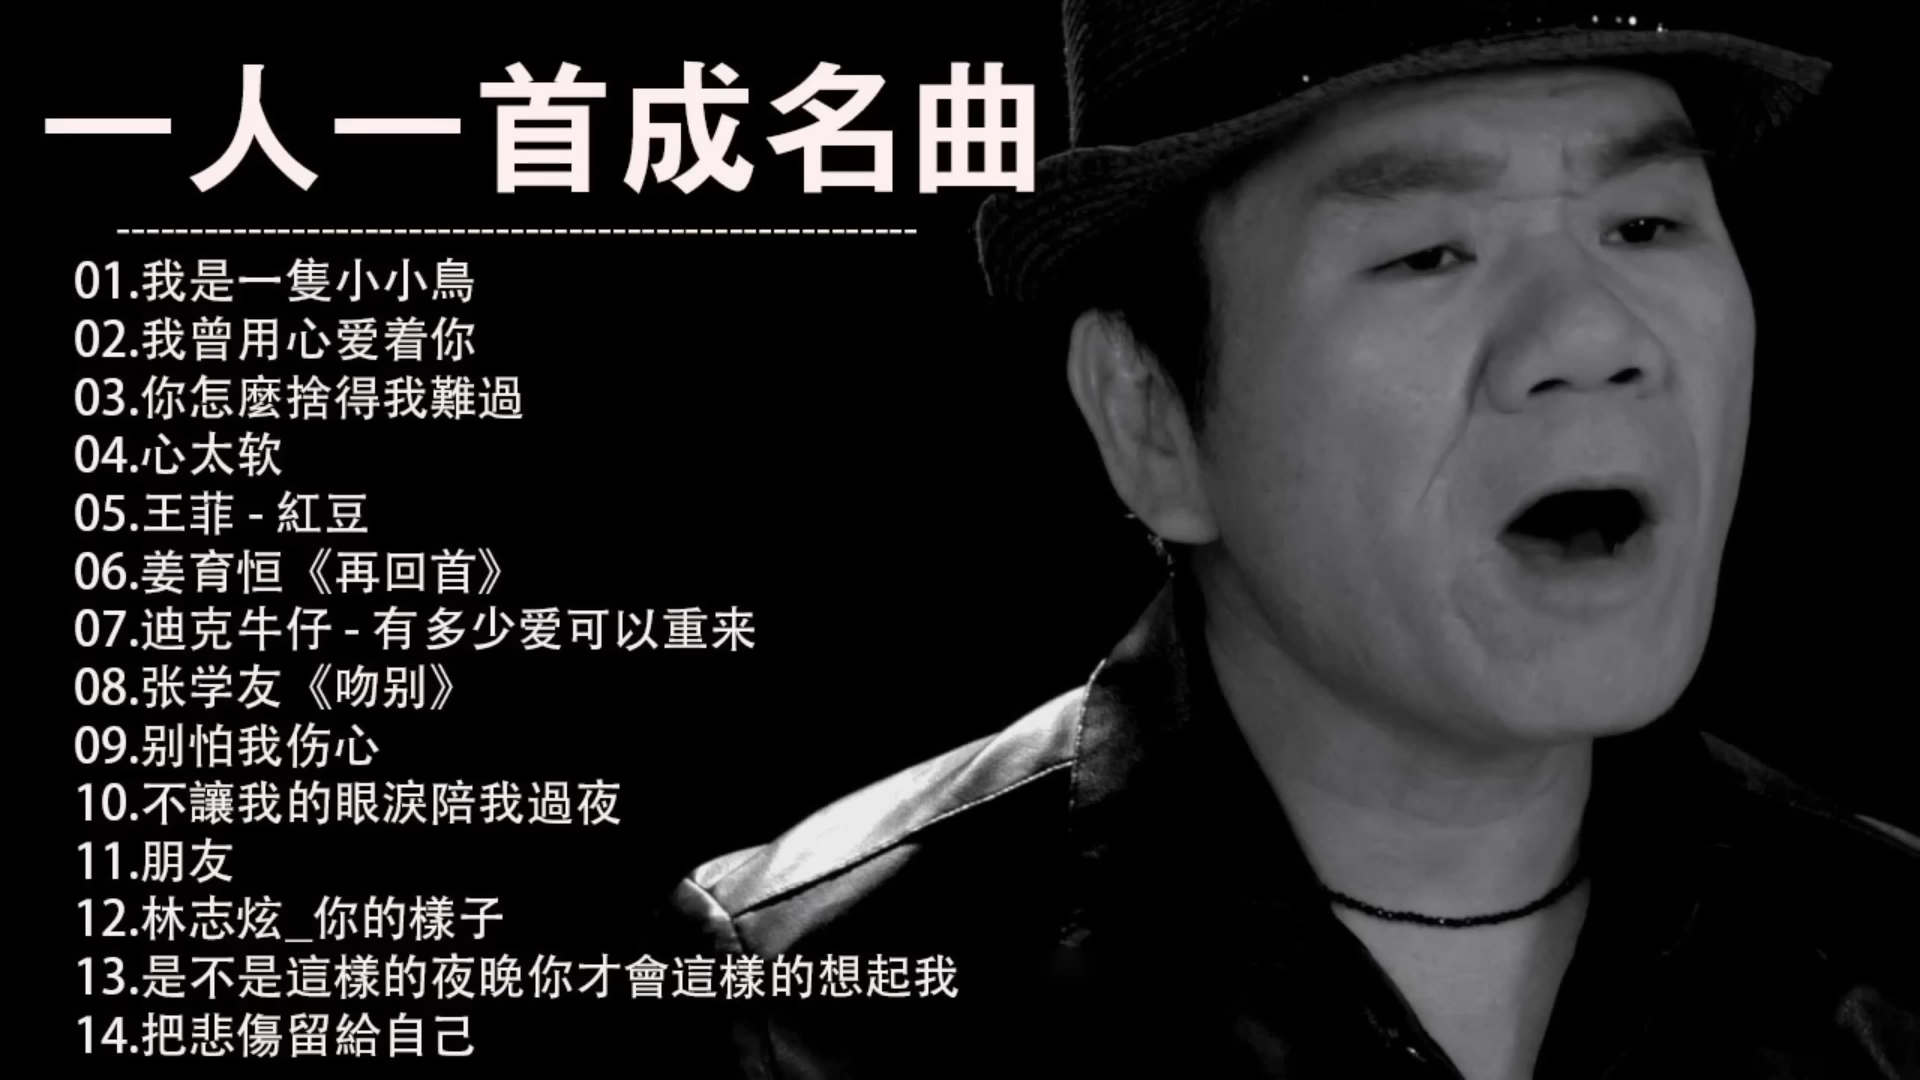 一人一首成名曲
-------------------------------------------------------
01.我是一隻小小鳥
02.我曾用心爱着你
03.你怎麼捨得我難過
04.心太软
05.王菲 - 紅豆
06.姜育恒《再回首》
07.迪克牛仔 - 有多少爱可以重来
08.张学友《吻别》
09.别怕我伤心
10.不讓我的眼淚陪我過夜
11.朋友
12.林志炫_你的樣子
13.是不是這樣的夜晚你才會這樣的想起我
14.把悲傷留給自己